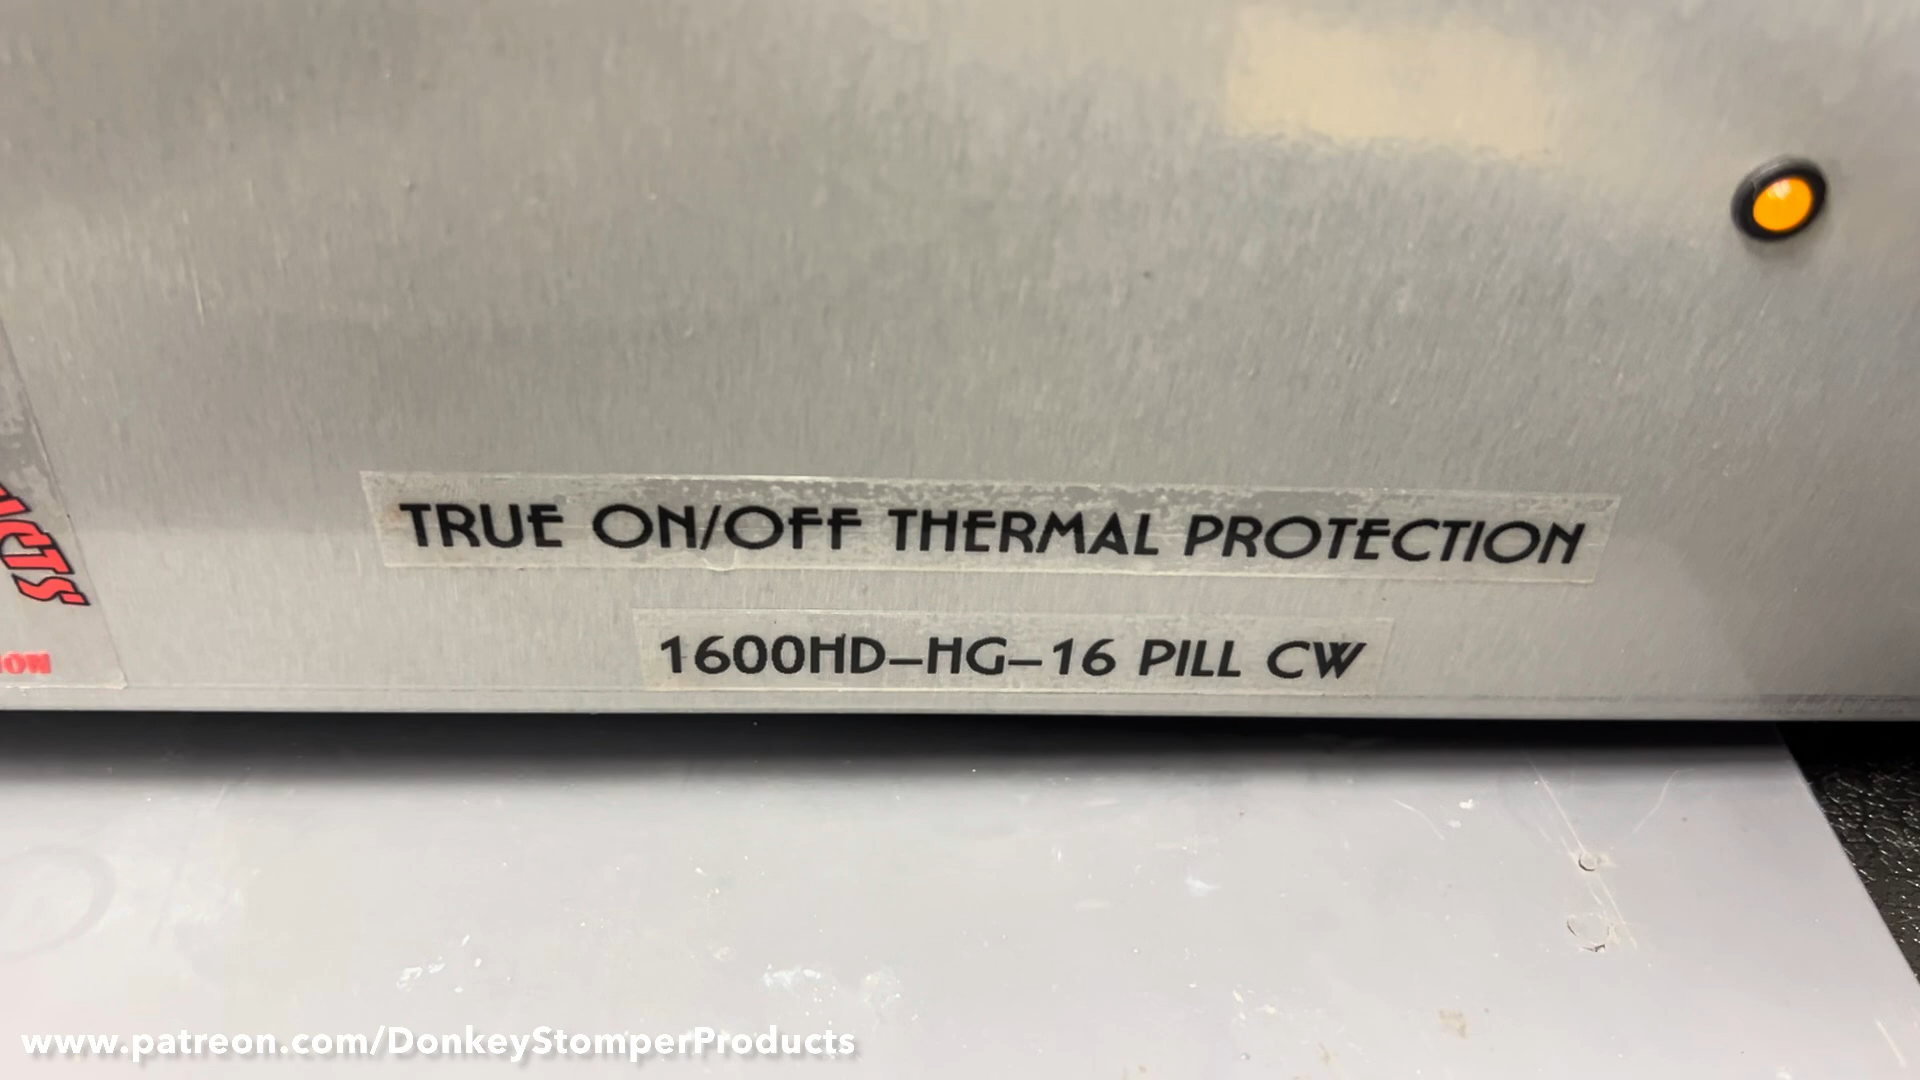 TRUE ON/OFF THERMAL PROTECTION
1600HD-HG-16 PILL CW
www.patreon.com/DonkeyStomperProducts